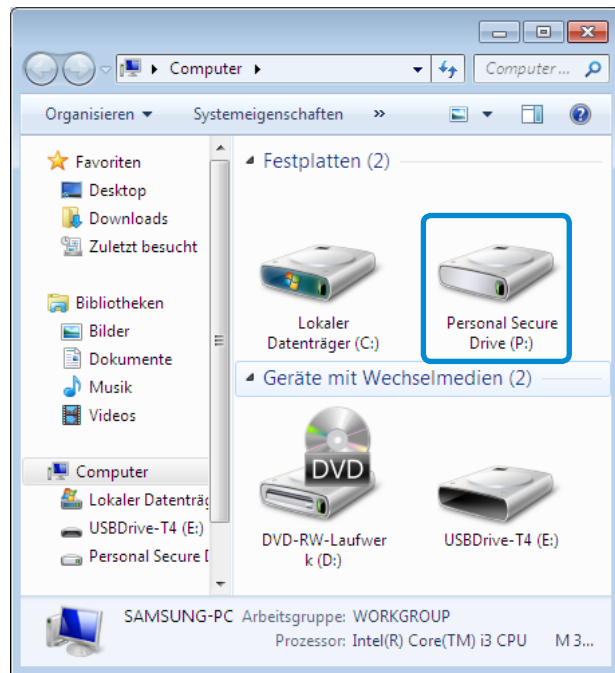 Computer
Computer...
Organisieren
Systemeigenschaften
»
Favoriten
Desktop
Downloads
Zuletzt besucht
Bibliotheken
Bilder
Dokumente
Musik
Videos
Computer
Lokaler Datenträg
USBDrive-T4 (E:)
Personal Secure D
Festplatten (2)
Lokaler
Datenträger (C:)
Personal Secure
Drive (P:)
Geräte mit Wechselmedien (2)
DVD
DVD-RW-Laufwer
k (D:)
USBDrive-T4 (E:)
SAMSUNG-PC Arbeitsgruppe: WORKGROUP
Prozessor: Intel(R) Core(TM) i3 CPU M 3...